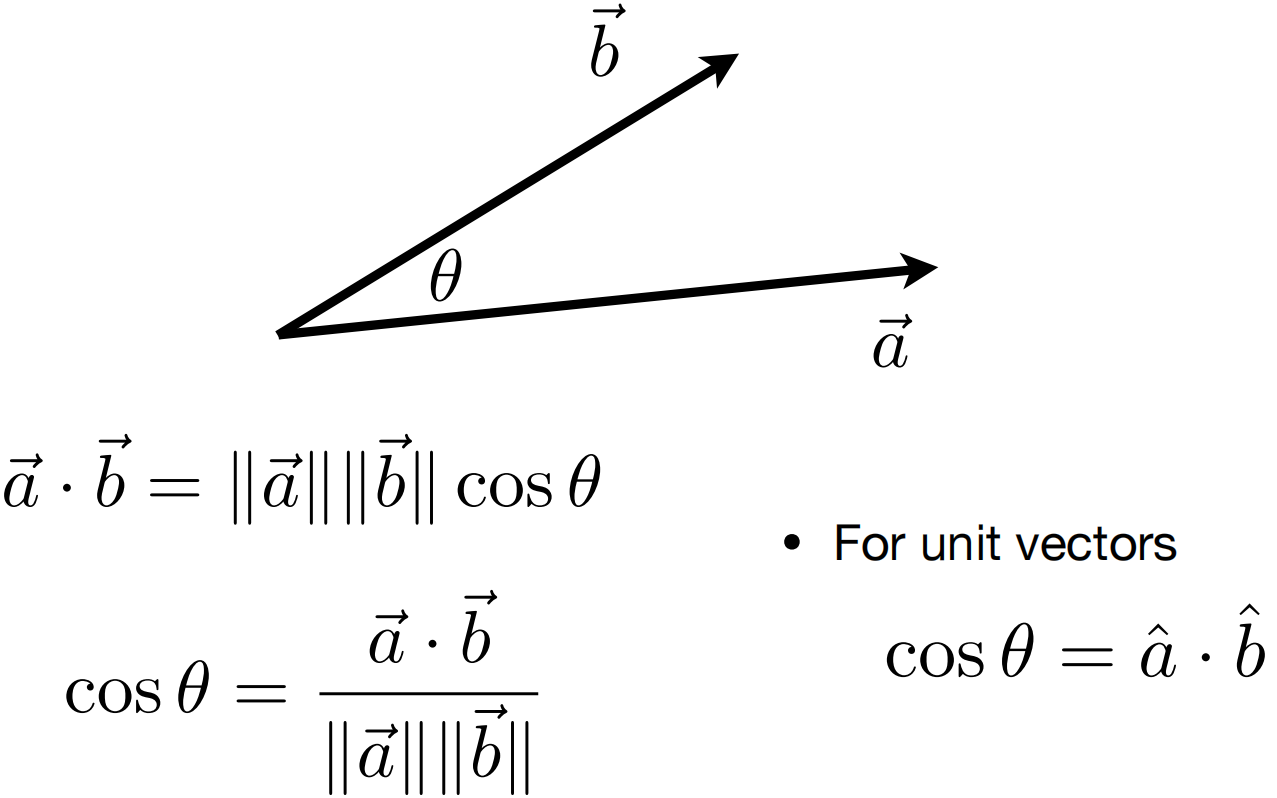 $\vec{b}$
$\theta$
$\vec{a}$
$\vec{a} \cdot \vec{b} = \|\vec{a}\| \|\vec{b}\| \cos \theta$
$\cos \theta = \frac{\vec{a} \cdot \vec{b}}{\|\vec{a}\| \|\vec{b}\|}$
• For unit vectors
$\cos \theta = \hat{a} \cdot \hat{b}$